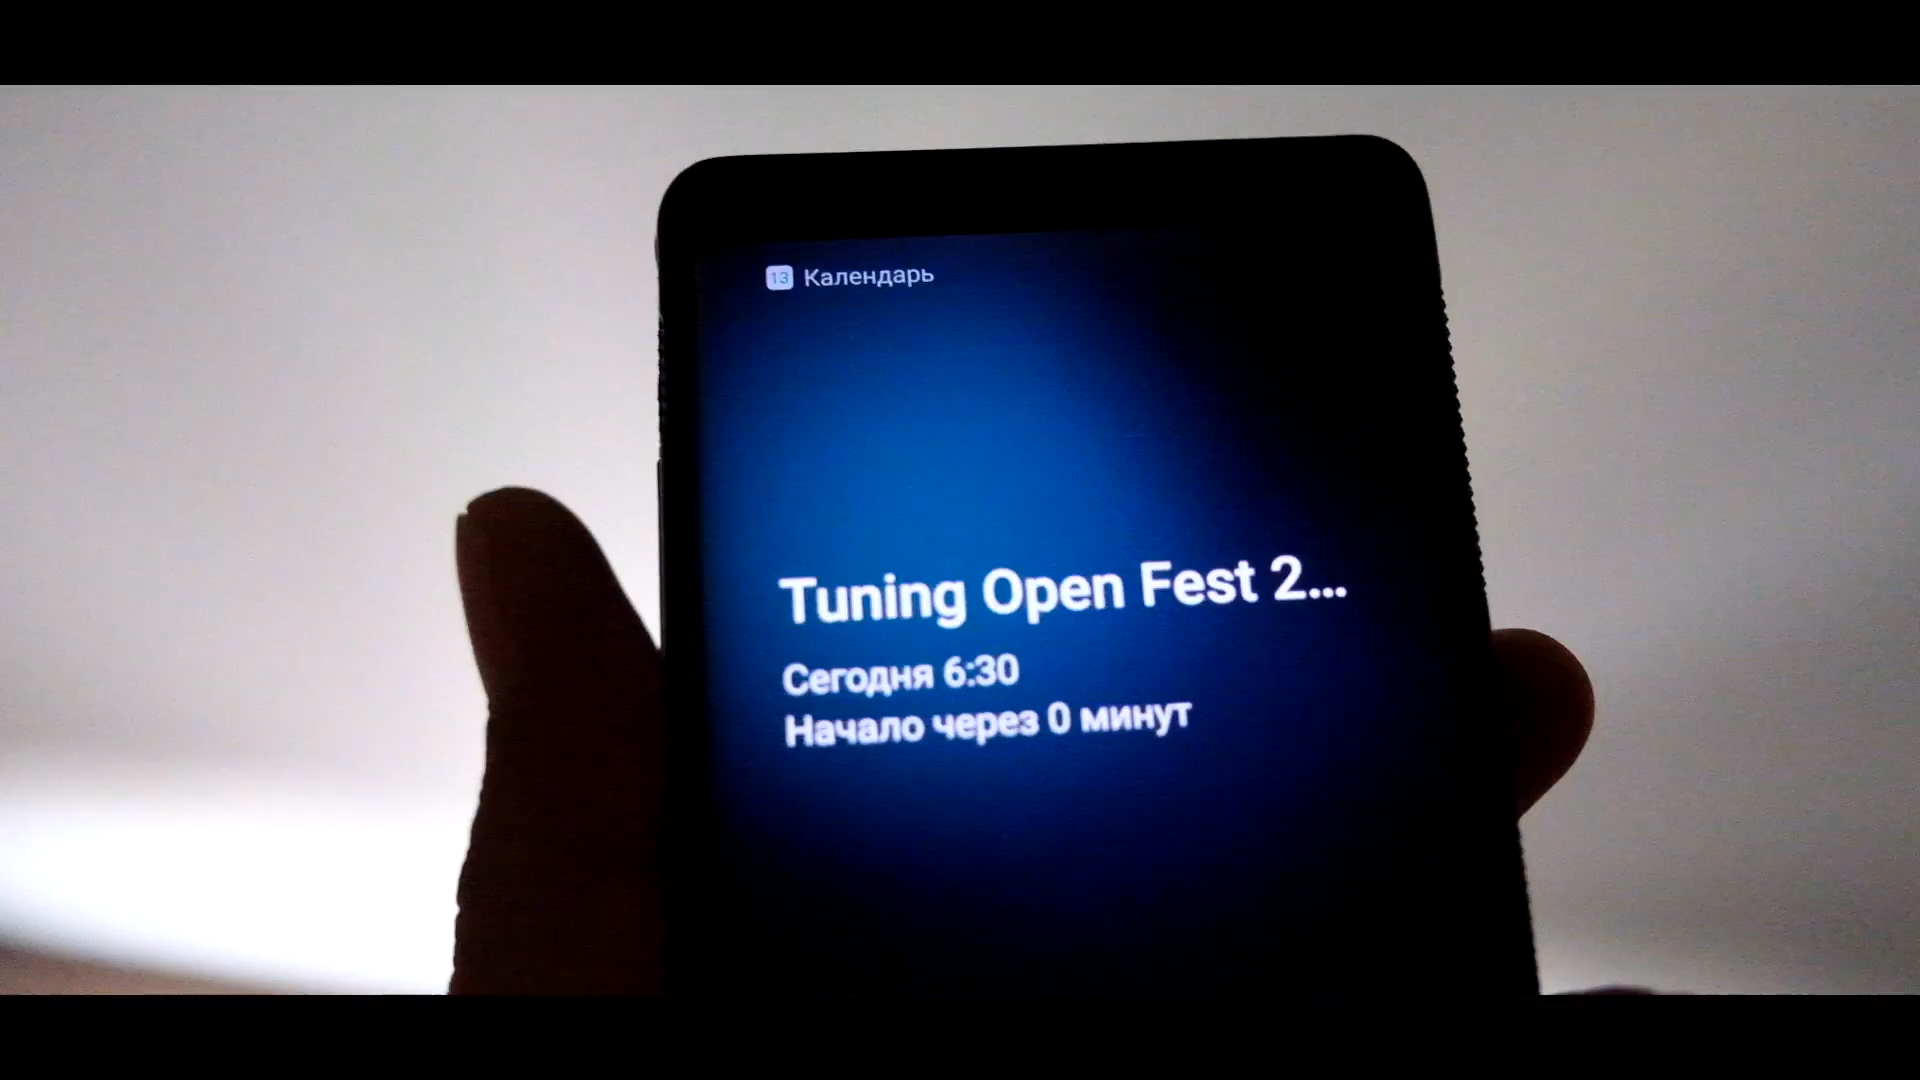 13 Календарь
Tuning Open Fest 2...
Сегодня 6:30
Начало через 0 минут